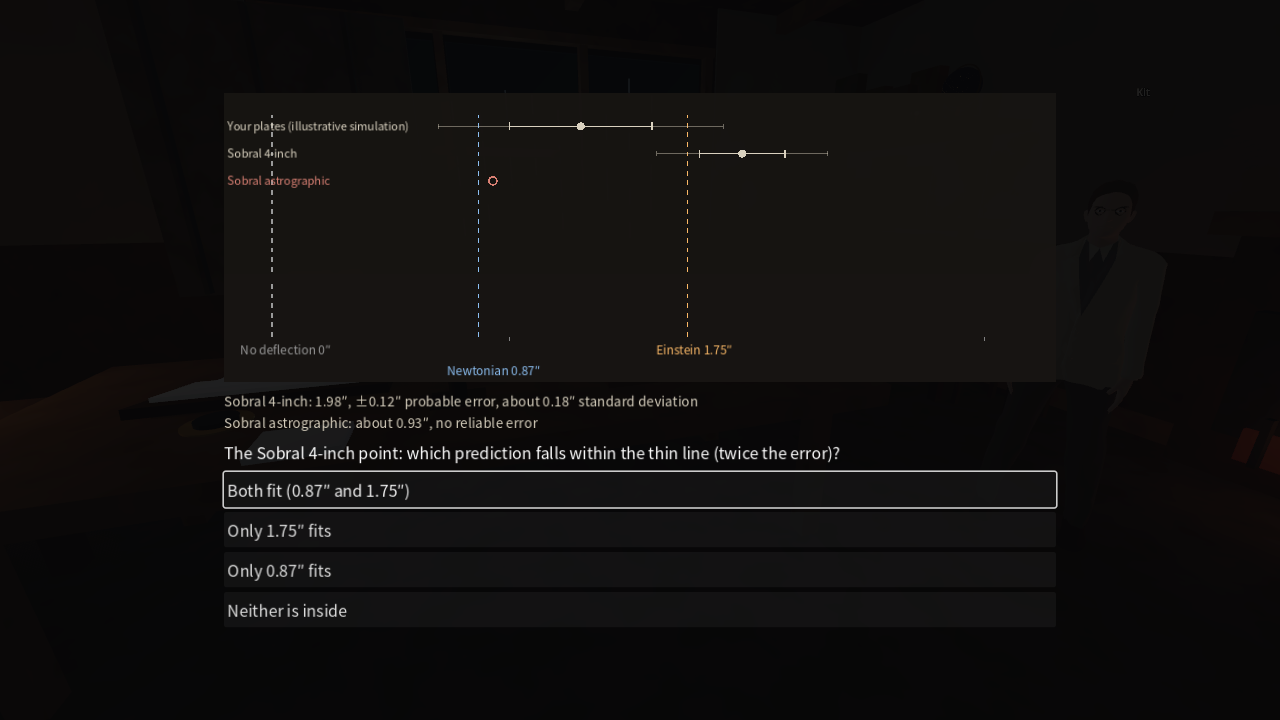 Kit
Your plates (illustrative simulation)
Sobral 4-inch
Sobral astrographic
No deflection 0″
Einstein 1.75″
Newtonian 0.87″
Sobral 4-inch: 1.98″, ±0.12″ probable error, about 0.18″ standard deviation
Sobral astrographic: about 0.93″, no reliable error
The Sobral 4-inch point: which prediction falls within the thin line (twice the error)?
Both fit (0.87″ and 1.75″)
Only 1.75″ fits
Only 0.87″ fits
Neither is inside